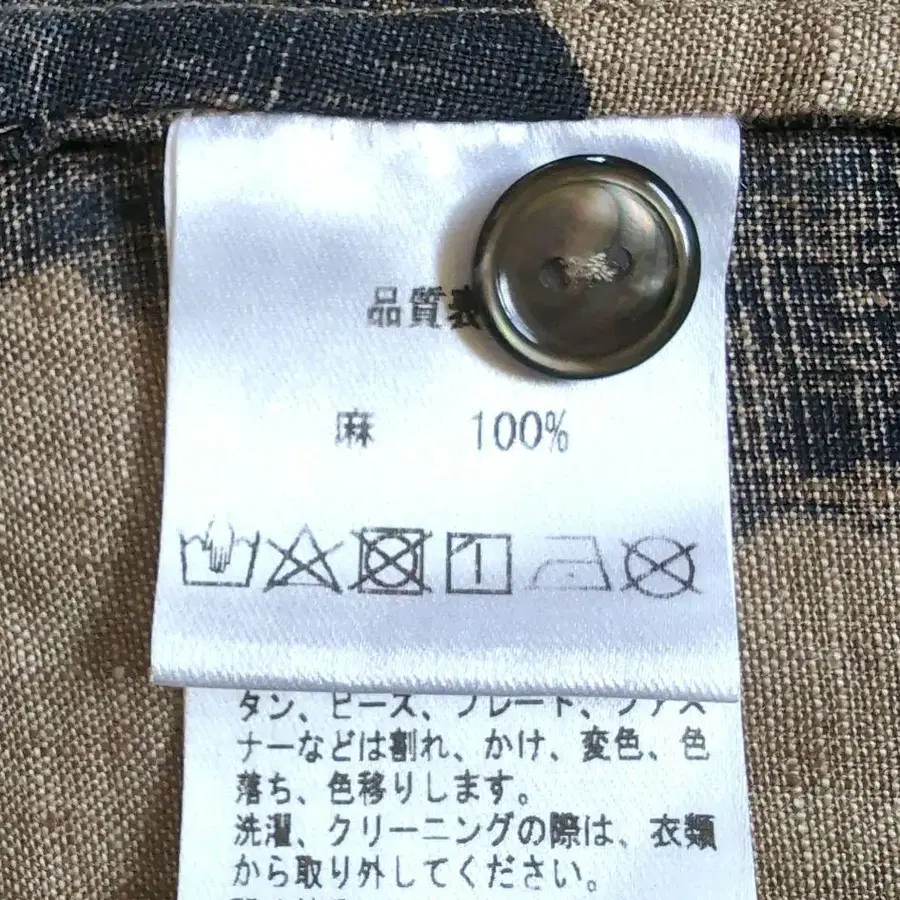 品質表
麻 100%
タン、ビーズ、プレート、ファス
ナーなどは割れ、かけ、変色、色
落ち、色移りします。
洗濯、クリーニングの際は、衣類
から取り外してください。